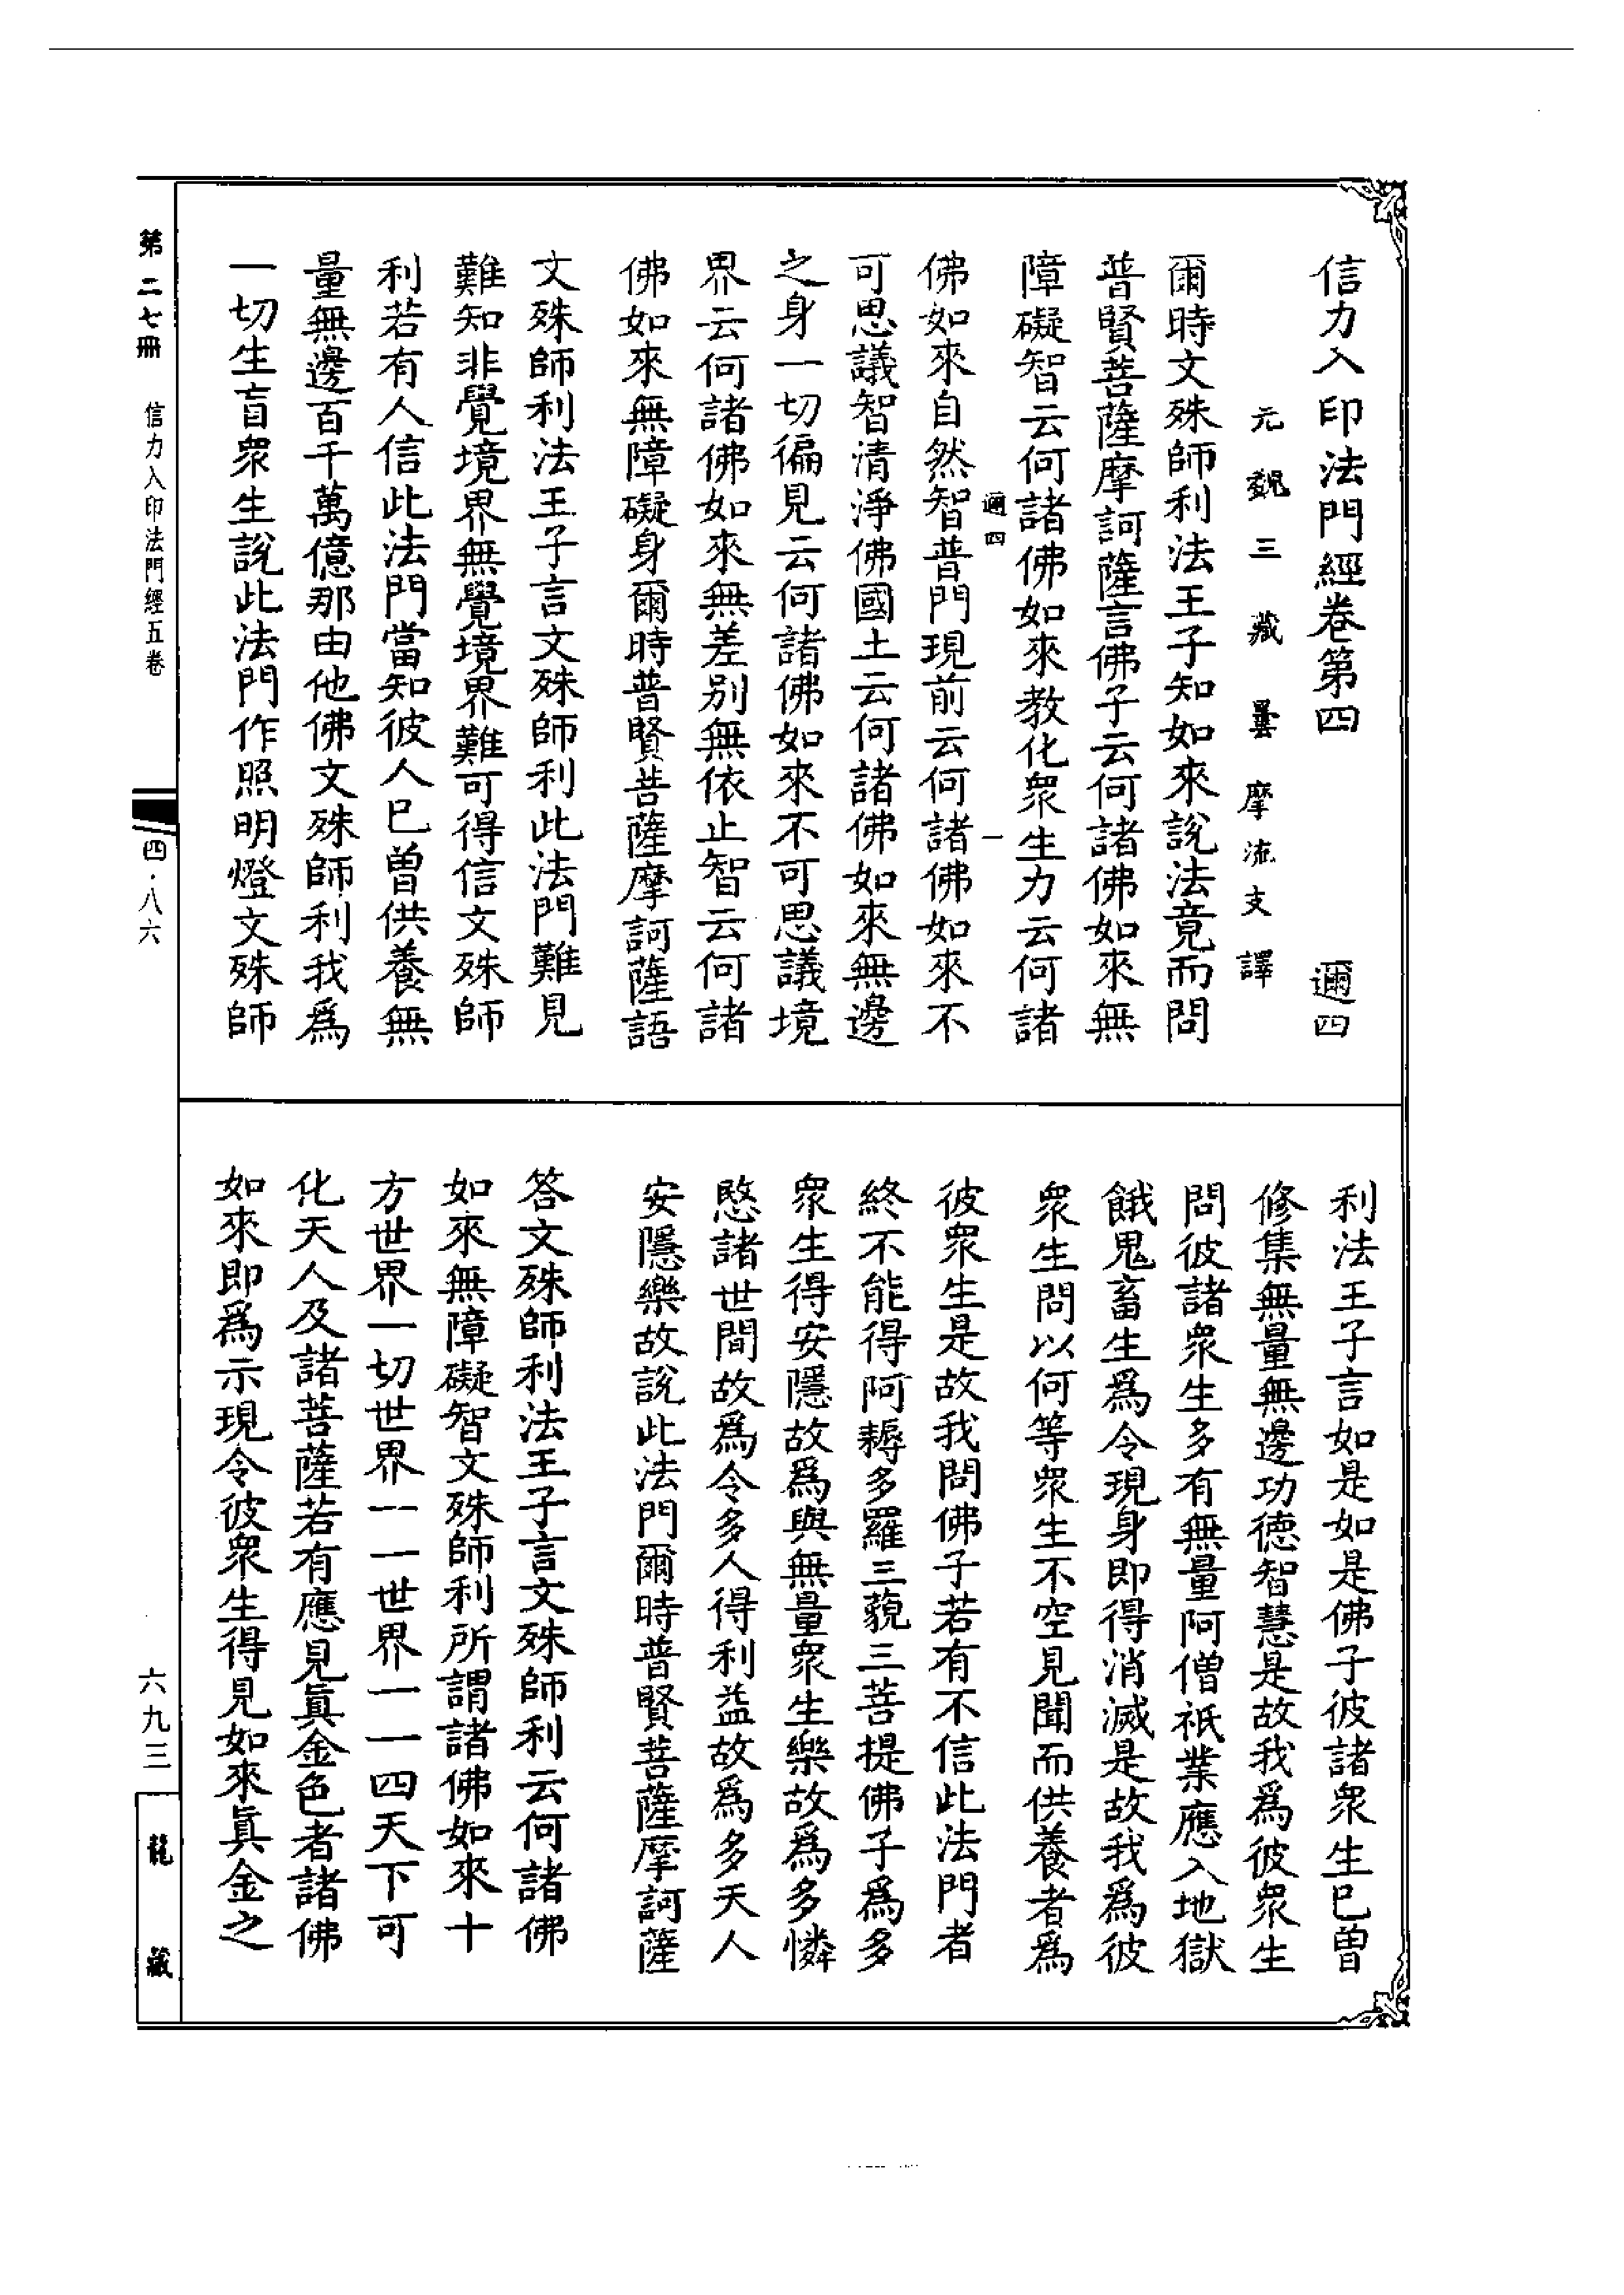 信力入印法門經卷第四 邇四
元魏三藏曇摩流支譯
爾時文殊師利法王子知如來說法竟而問
普賢菩薩摩訶薩言佛子云何諸佛如來無
障礙智云何諸佛如來教化衆生力云何諸
邇四 一
佛如來自然智普門現前云何諸佛如來不
可思議智清淨佛國土云何諸佛如來無邊
之身一切徧見云何諸佛如來不可思議境
界云何諸佛如來無差別無依止智云何諸
佛如來無障礙身爾時普賢菩薩摩訶薩語
文殊師利法王子言文殊師利此法門難見
難知非覺境界無覺境界難可得信文殊師
利若有人信此法門當知彼人已曾供養無
量無邊百千萬億那由他佛文殊師利我爲
一切生盲衆生說此法門作照明燈文殊師
利法王子言如是如是佛子彼諸衆生已曾
修集無量無邊功德智慧是故我爲彼衆生
問彼諸衆生多有無量阿僧祇業應入地獄
餓鬼畜生爲令現身即得消滅是故我爲彼
衆生問以何等衆生不空見聞而供養者爲
彼衆生是故我問佛子若有不信此法門者
終不能得阿耨多羅三藐三菩提佛子爲多
衆生得安隱故爲與無量衆生樂故爲多憐
愍諸世間故爲令多人得利益故爲多天人
安隱樂故說此法門爾時普賢菩薩摩訶薩
答文殊師利法王子言文殊師利云何諸佛
如來無障礙智文殊師利所謂諸佛如來十
方世界一切世界一一世界一一四天下可
化天人及諸菩薩若有應見眞金色者諸佛
如來即爲示現令彼衆生得見如來眞金之
第二七冊 信力入印法門經五卷
四·八六
六九三
龍藏